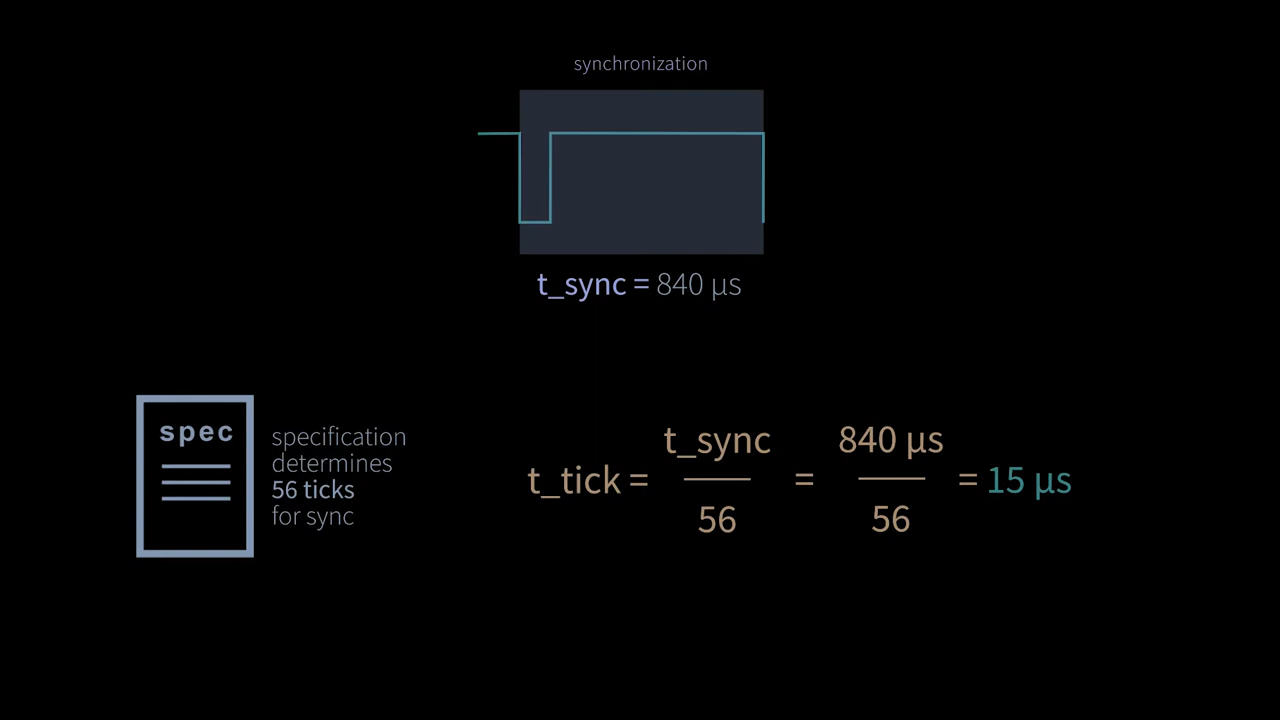 synchronization
t_sync = 840 µs
spec
specification
determines
56 ticks
for sync
t_tick = t_sync / 56 = 840 µs / 56 = 15 µs